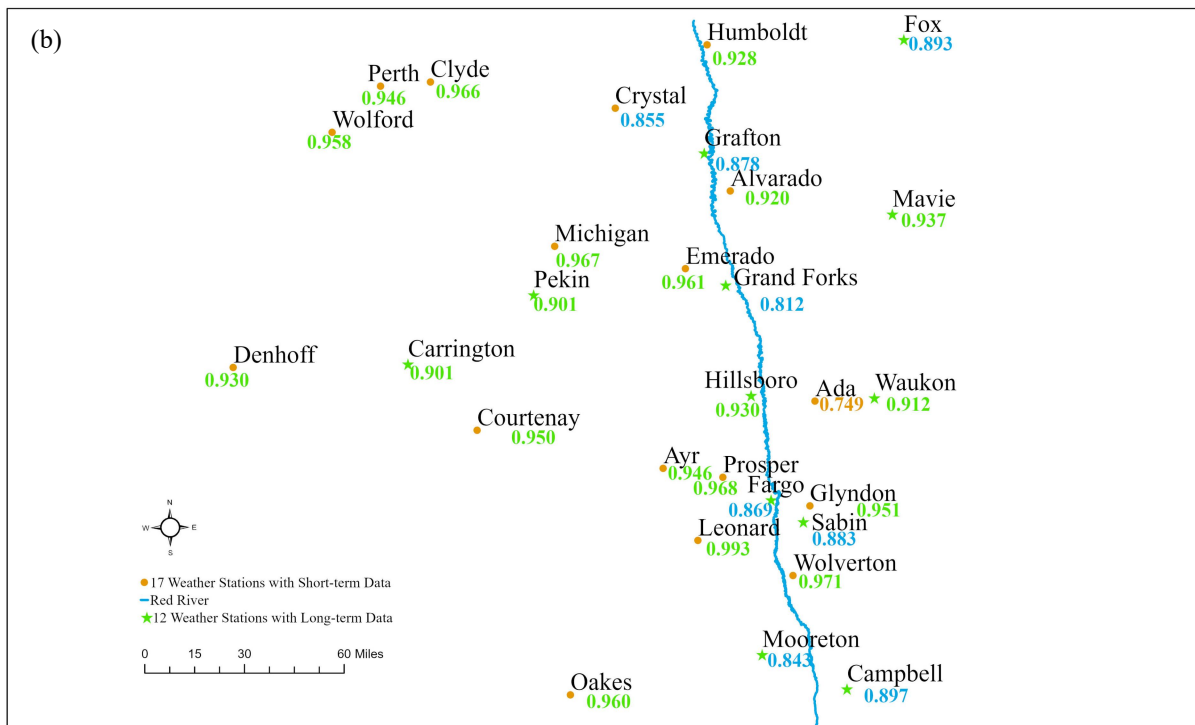 (b)
Fox
0.893
Humboldt
0.928
Perth
0.946
Clyde
0.966
Wolford
0.958
Crystal
0.855
Grafton
0.878
Alvarado
0.920
Mavie
0.937
Michigan
0.967
Emerado
0.961
Pekin
0.901
Grand Forks
0.812
Denhoff
0.930
Carrington
0.901
Hillsboro
0.930
Ada
0.749
Waukon
0.912
Courtenay
0.950
Ayr
0.946
Prosper
0.968
Fargo
0.869
Glyndon
0.951
Sabin
0.883
Leonard
0.993
Wolverton
0.971
Mooreton
0.843
Campbell
0.897
Oakes
0.960
N
W E
S
17 Weather Stations with Short-term Data
Red River
12 Weather Stations with Long-term Data
0 15 30 60 Miles